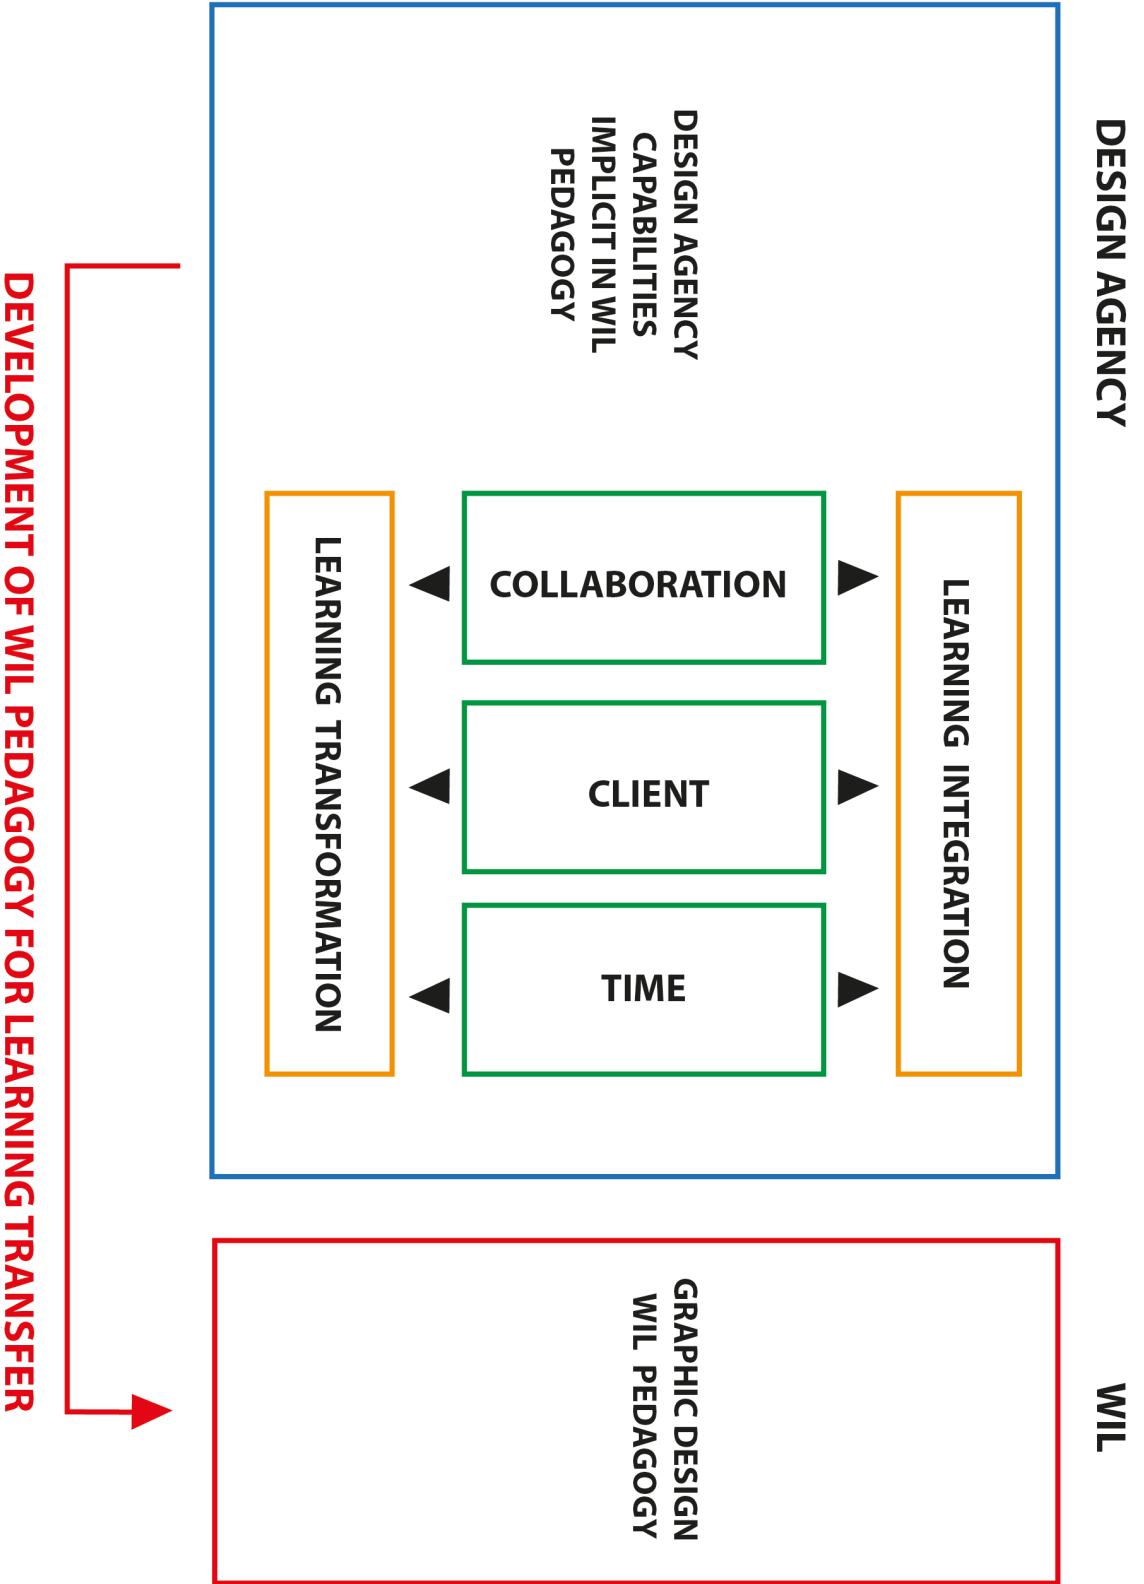 DESIGN AGENCY
WIL
DESIGN AGENCY
CAPABILITIES
IMPLICIT IN WIL
PEDAGOGY
LEARNING INTEGRATION
COLLABORATION
CLIENT
TIME
LEARNING TRANSFORMATION
GRAPHIC DESIGN
WIL PEDAGOGY
DEVELOPMENT OF WIL PEDAGOGY FOR LEARNING TRANSFER